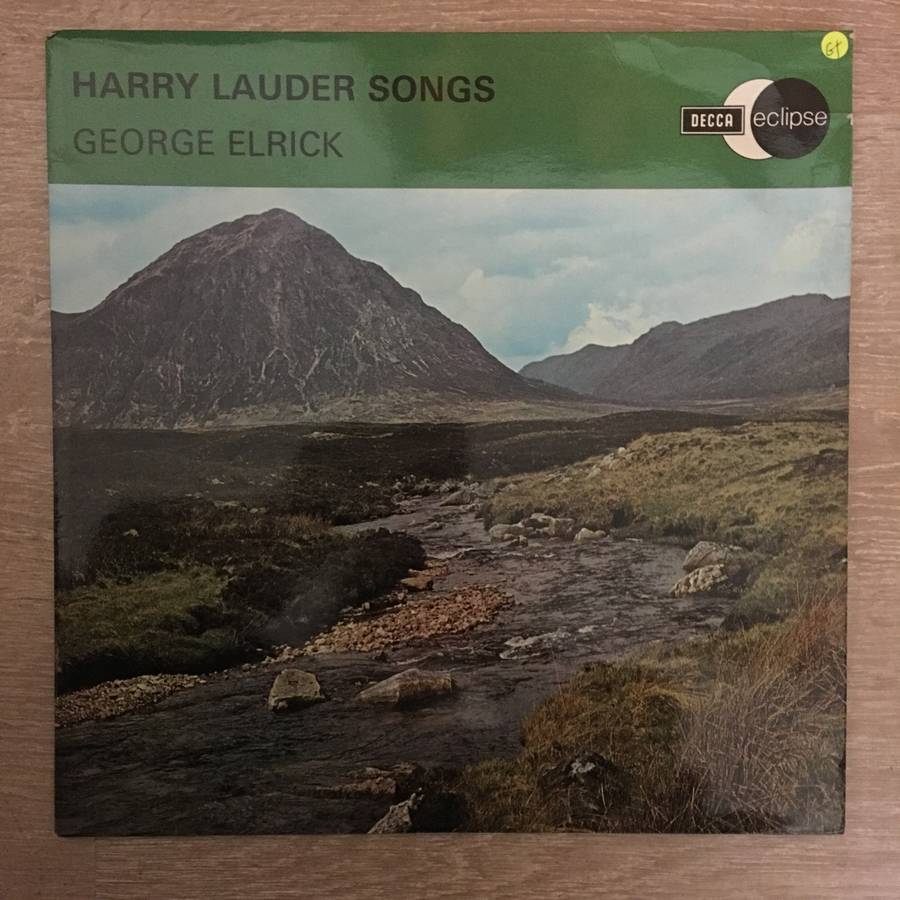 HARRY LAUDER SONGS
GEORGE ELRICK
DECCA eclipse
G+